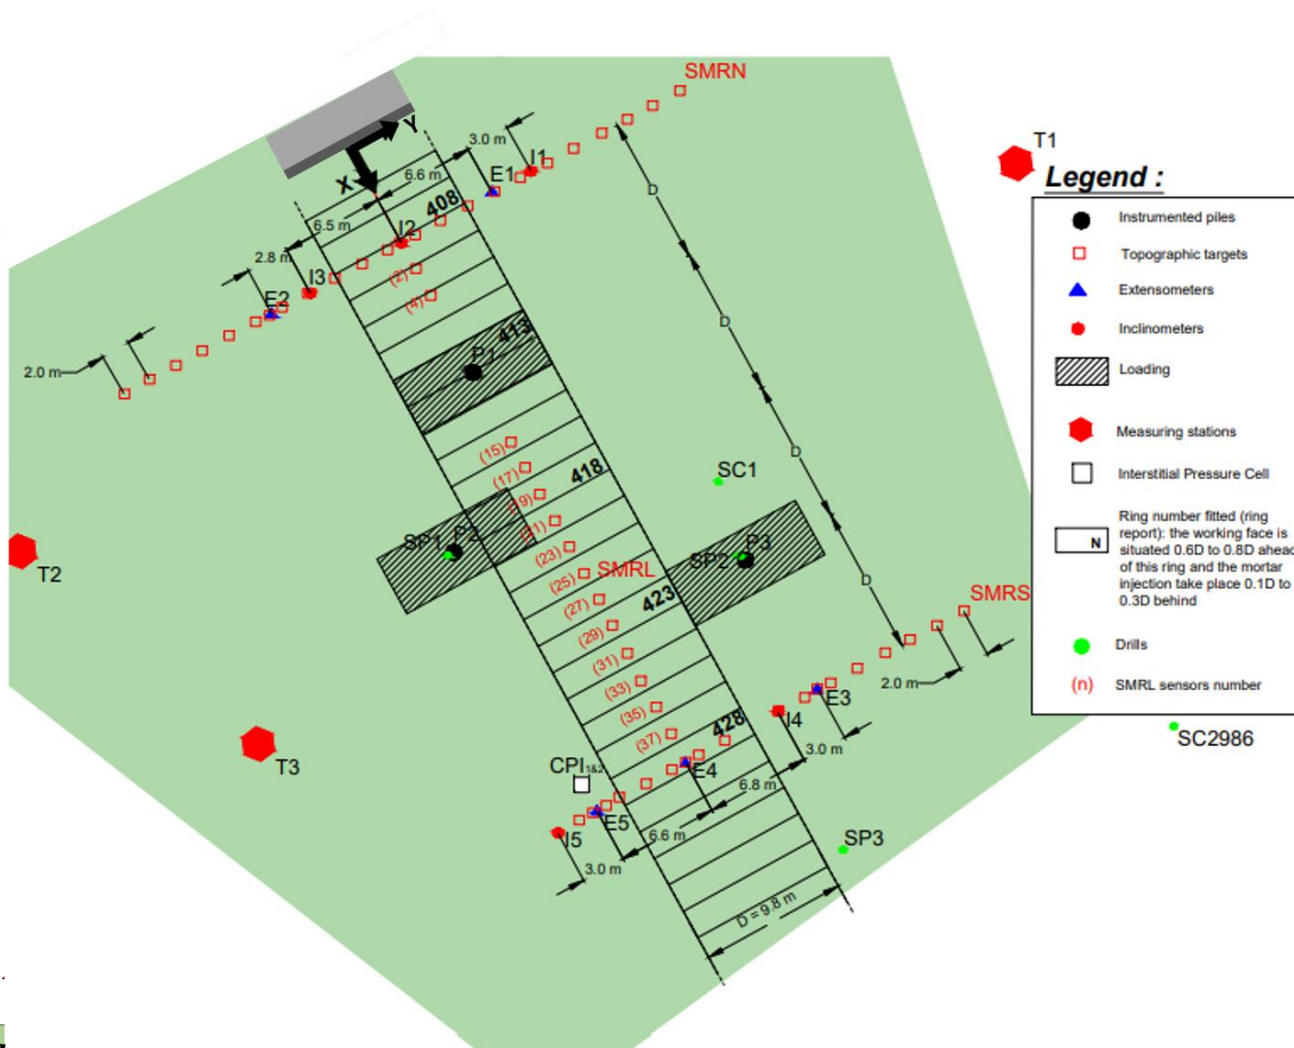 SMRN
Y
3.0 m
I1
T1
Legend :
X
6.6 m
E1
408
6.5 m
I2
D
Instrumented piles
2.8 m
I3
(2)
Topographic targets
E2
(4)
Extensometers
413
D
Inclinometers
P1
2.0 m
Loading
(15)
D
Measuring stations
(17)
418
SC1
Interstitial Pressure Cell
(19)
Ring number fitted (ring
report): the working face is
N
situated 0.6D to 0.8D ahead
of this ring and the mortar
injection take place 0.1D to
0.3D behind
SP1
P2
(23)
SP2
P3
T2
(25)
SMRL
D
(27)
423
SMRS
(29)
Drills
(31)
(33)
2.0 m
(n)
SMRL sensors number
E3
(35)
I4
428
(37)
SC2986
T3
3.0 m
CPI1&2
E4
6.8 m
E5
I5
6.6 m
SP3
3.0 m
D = 9.8 m